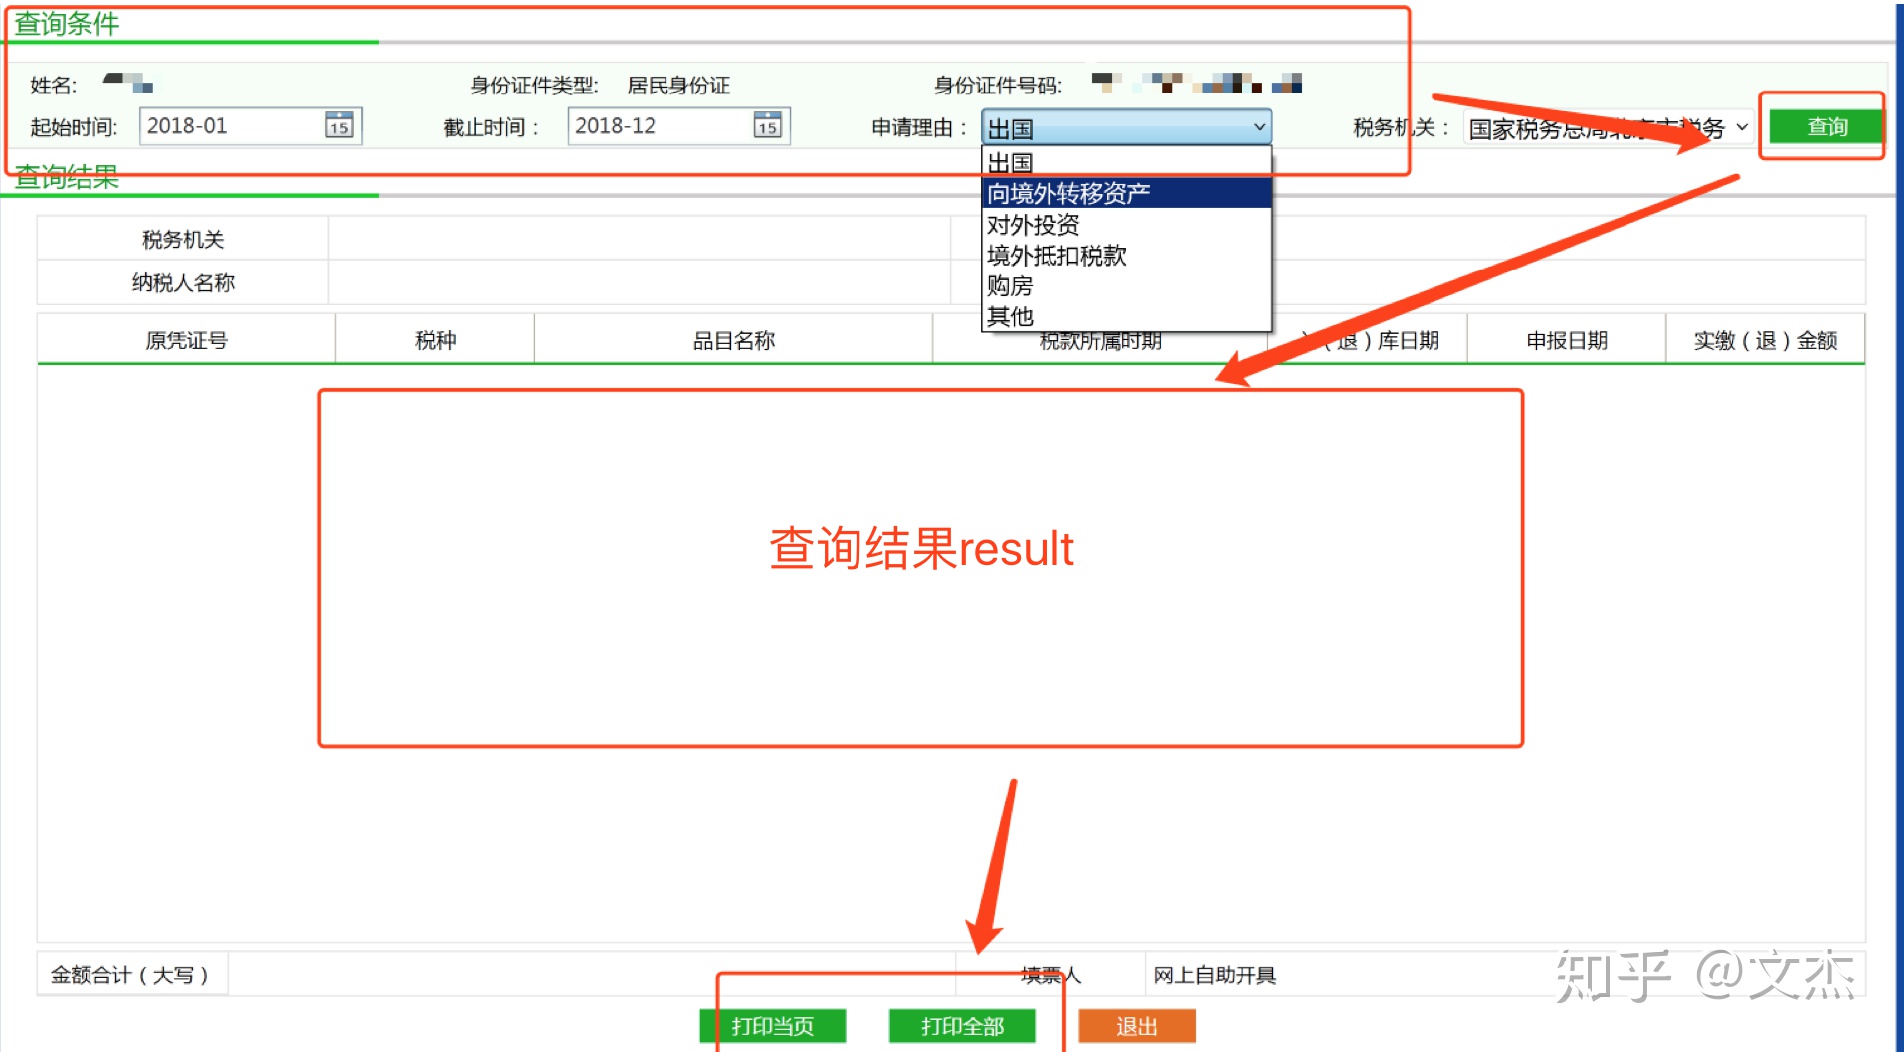 查询条件
姓名:
身份证件类型: 居民身份证
身份证件号码:
起始时间: 2018-01 15
截止时间： 2018-12 15
申请理由： 出国
税务机关： 国家税务总局北京市税务
查询
出国
向境外转移资产
对外投资
境外抵扣税款
购房
其他
查询结果
税务机关
纳税人名称
原凭证号 税种 品目名称 税款所属时期 （退）库日期 申报日期 实缴（退）金额
查询结果result
金额合计（大写） 填票人 网上自助开具
打印当页 打印全部 退出
知乎 @文杰